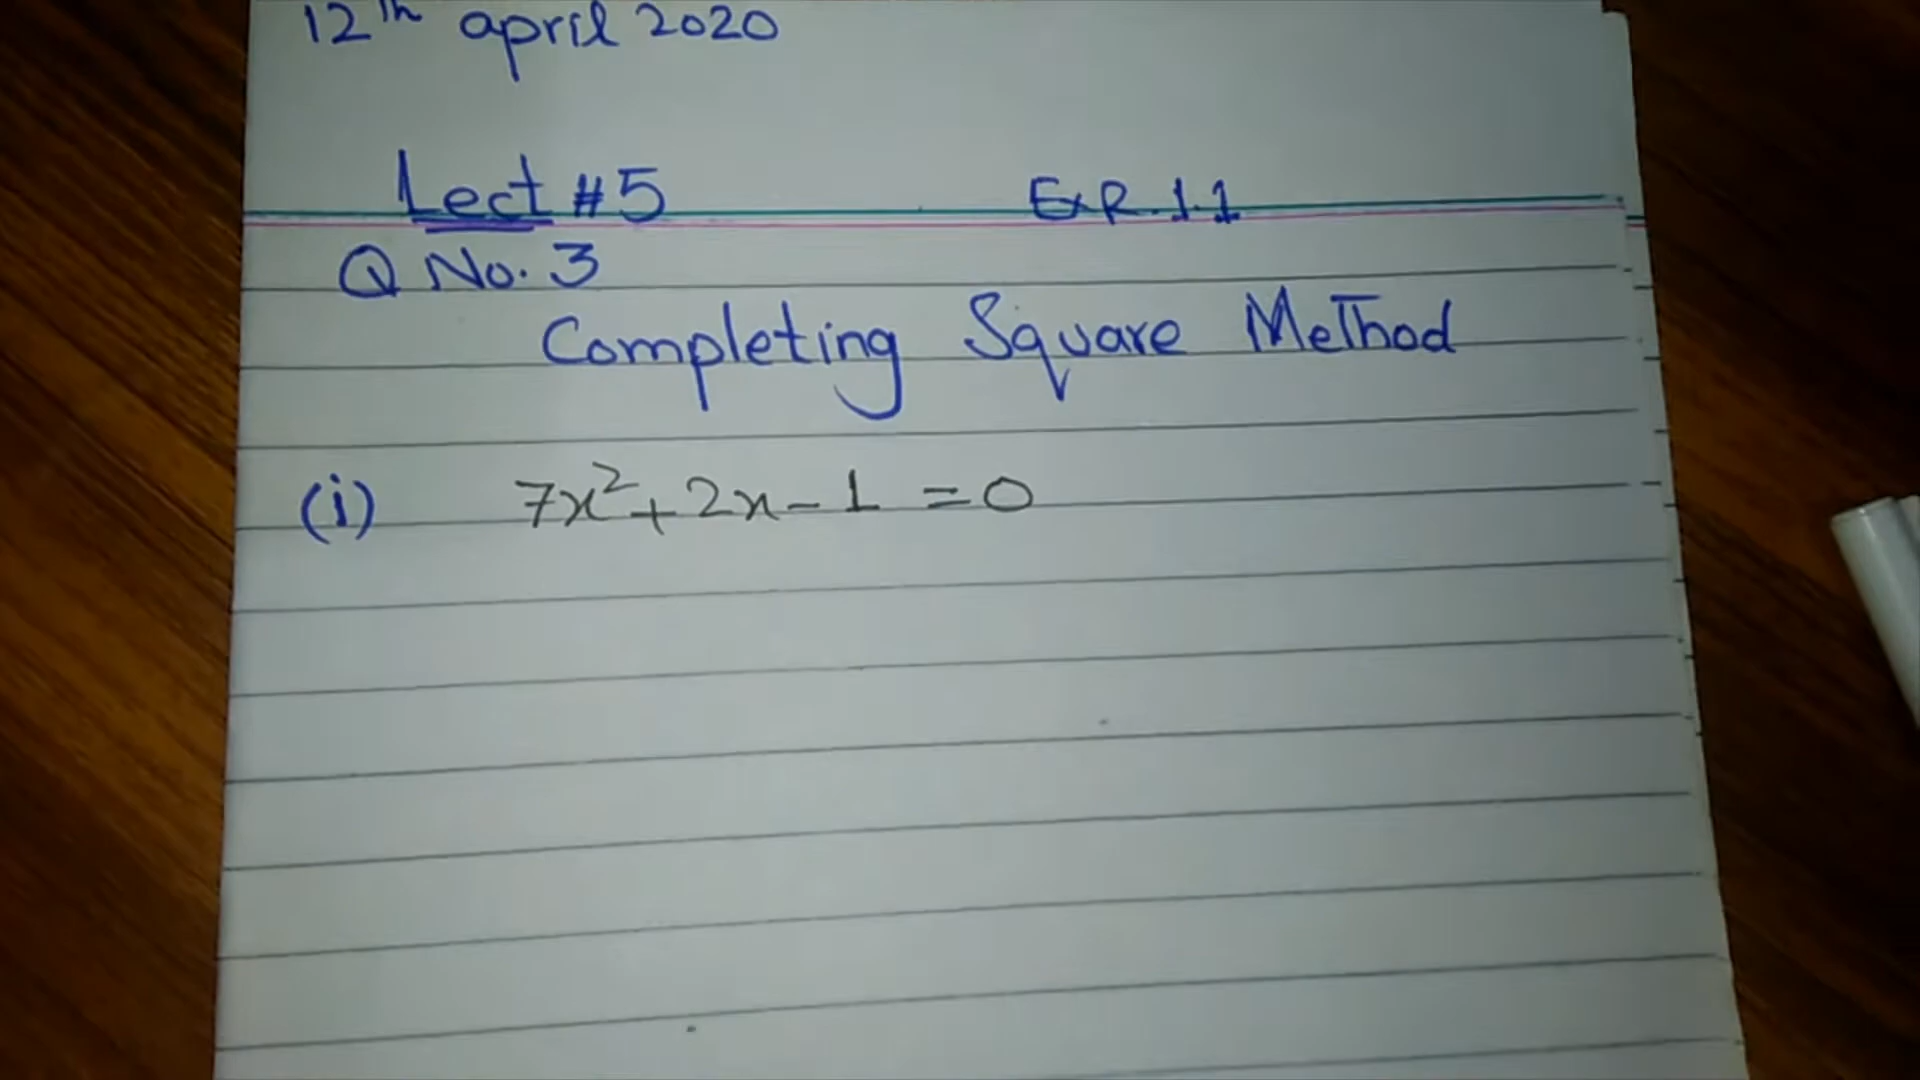 12th april 2020
Lect #5 Ex.R.1.1
Q No. 3
Completing Square Method
(i) 7x²+2x-1=0